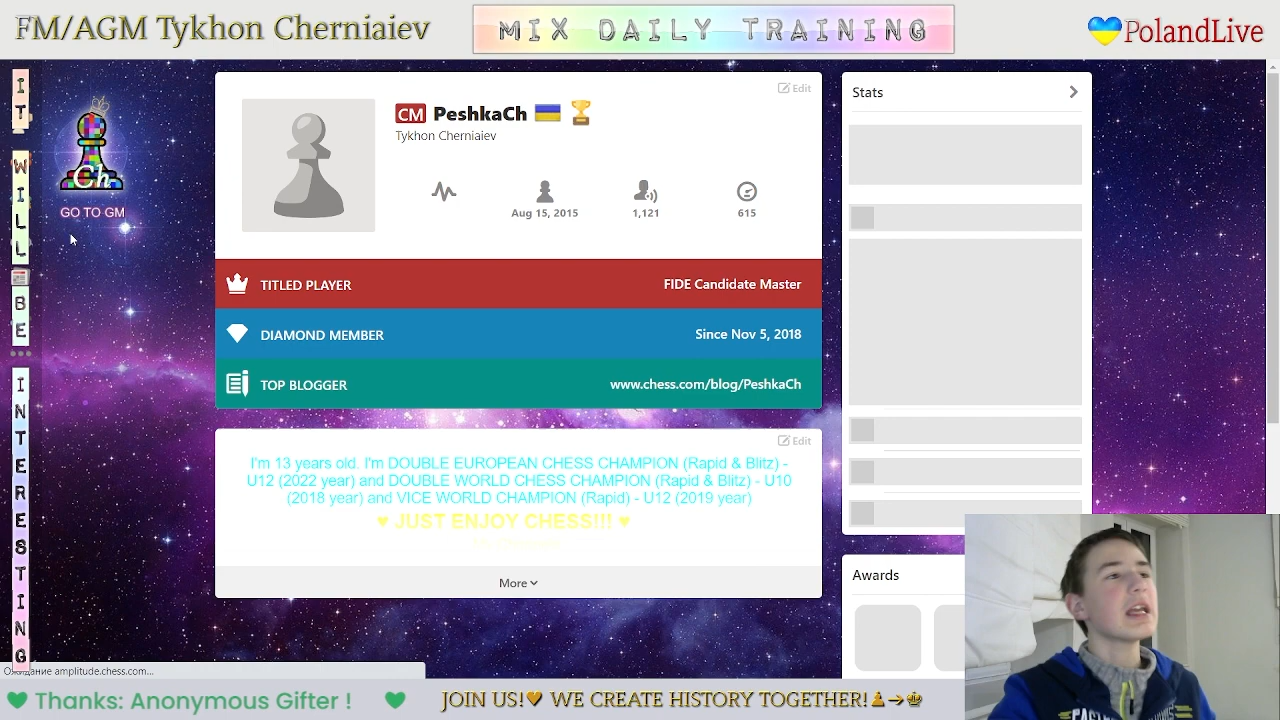 FM/AGM Tykhon Cherniaiev
MIX DAILY TRAINING
PolandLive
IT WILL BE INTERESTING
Ch
GO TO GM
Edit
CM PeshkaCh
Tykhon Cherniaiev
Aug 15, 2015
1,121
615
TITLED PLAYER
FIDE Candidate Master
DIAMOND MEMBER
Since Nov 5, 2018
TOP BLOGGER
www.chess.com/blog/PeshkaCh
Edit
I'm 13 years old. I'm DOUBLE EUROPEAN CHESS CHAMPION (Rapid & Blitz) -
U12 (2022 year) and DOUBLE WORLD CHESS CHAMPION (Rapid & Blitz) - U10
(2018 year) and VICE WORLD CHAMPION (Rapid) - U12 (2019 year)
♥ JUST ENJOY CHESS!!! ♥
More
Stats
Awards
Ожидание amplitude.chess.com...
Thanks: Anonymous Gifter !
JOIN US!♥ WE CREATE HISTORY TOGETHER!♟→♚